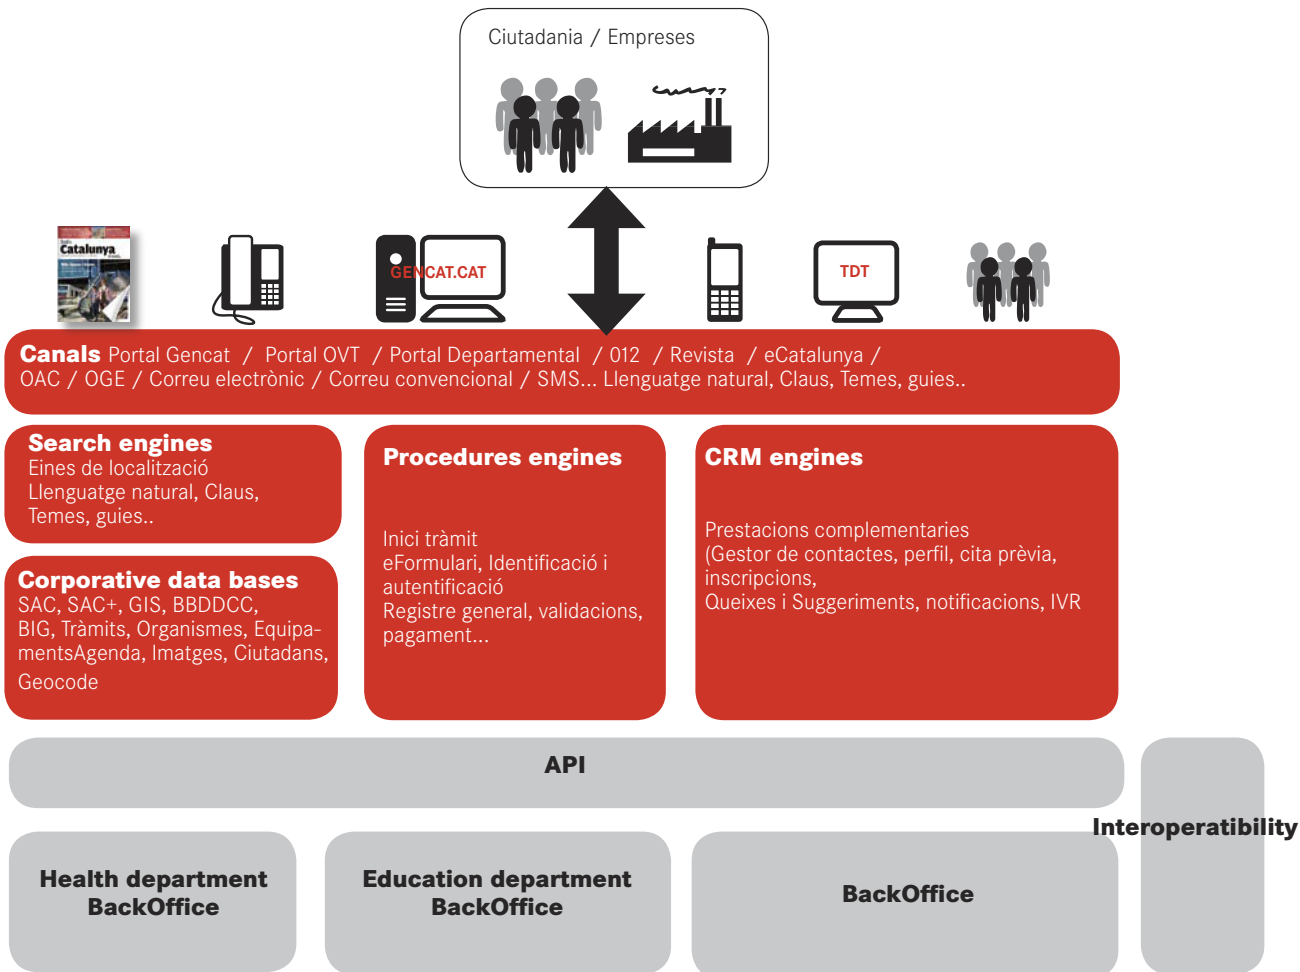 Ciutadania / Empreses
Catalunya
GENCAT.CAT
TDT
Canals Portal Gencat / Portal OVT / Portal Departamental / 012 / Revista / eCatalunya /
OAC / OGE / Correu electrònic / Correu convencional / SMS... Llenguatge natural, Claus, Temes, guies..
Search engines
Eines de localització
Llenguatge natural, Claus,
Temes, guies..
Corporative data bases
SAC, SAC+, GIS, BBDDCC,
BIG, Tràmits, Organismes, Equipa-
mentsAgenda, Imatges, Ciutadans,
Geocode
Procedures engines
Inici tràmit
eFormulari, Identificació i
autentificació
Registre general, validacions,
pagament...
CRM engines
Prestacions complementaries
(Gestor de contactes, perfil, cita prèvia,
inscripcions,
Queixes i Suggeriments, notificacions, IVR
API
Interoperatibility
Health department
BackOffice
Education department
BackOffice
BackOffice